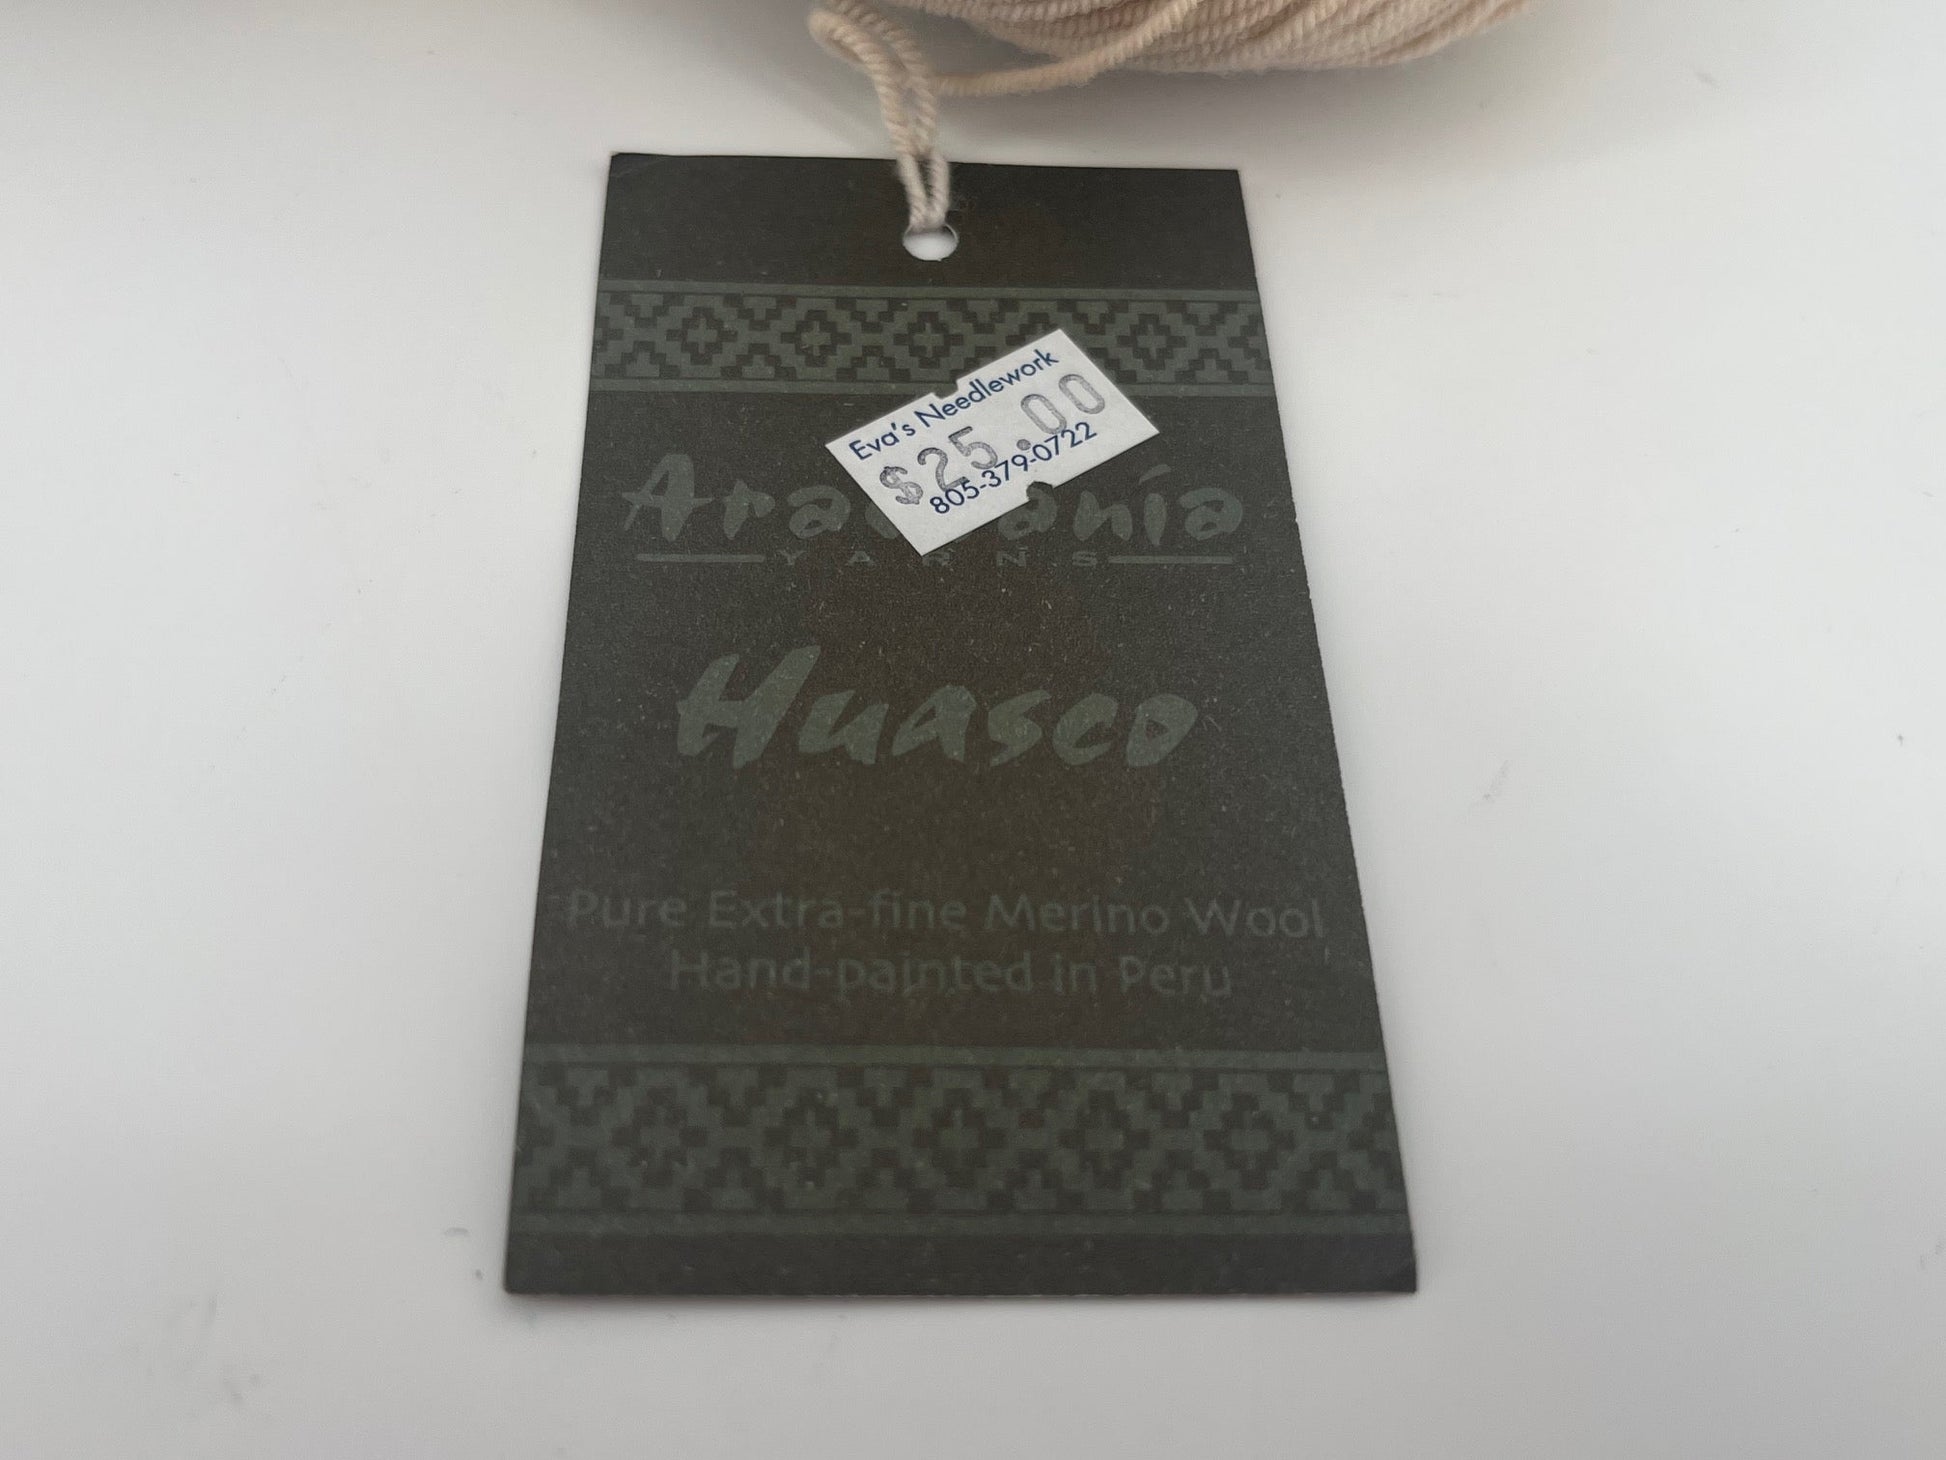 Eva's Needlework
$25.00
805-379-0722
Araucanía
YARNS
Huasco
Pure Extra-fine Merino Wool
Hand-painted in Peru